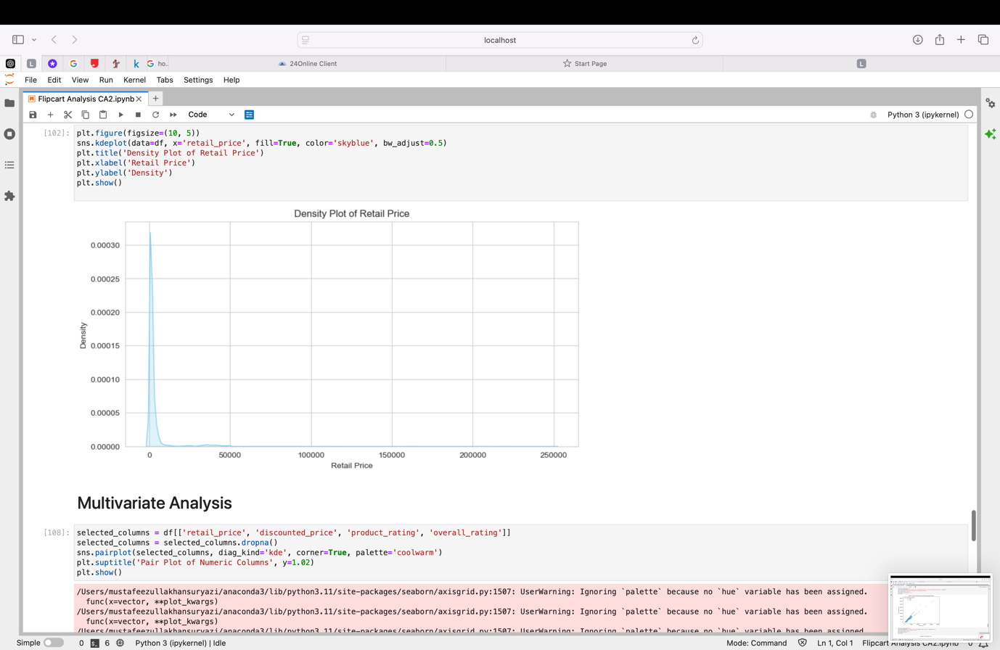 localhost
L
k
ho..
24Online Client
Start Page
L
File Edit View Run Kernel Tabs Settings Help
Flipcart Analysis CA2.ipynb
Code
Python 3 (ipykernel)
[102]:
plt.figure(figsize=(10, 5))
sns.kdeplot(data=df, x='retail_price', fill=True, color='skyblue', bw_adjust=0.5)
plt.title('Density Plot of Retail Price')
plt.xlabel('Retail Price')
plt.ylabel('Density')
plt.show()
Density Plot of Retail Price
0.00030
0.00025
0.00020
0.00015
0.00010
0.00005
0.00000
Density
0 50000 100000 150000 200000 250000
Retail Price
Multivariate Analysis
[108]:
selected_columns = df[['retail_price', 'discounted_price', 'product_rating', 'overall_rating']]
selected_columns = selected_columns.dropna()
sns.pairplot(selected_columns, diag_kind='kde', corner=True, palette='coolwarm')
plt.suptitle('Pair Plot of Numeric Columns', y=1.02)
plt.show()
/Users/mustafeezullakhansuryazi/anaconda3/lib/python3.11/site-packages/seaborn/axisgrid.py:1507: UserWarning: Ignoring `palette` because no `hue` variable has been assigned.
func(x=vector, **plot_kwargs)
/Users/mustafeezullakhansuryazi/anaconda3/lib/python3.11/site-packages/seaborn/axisgrid.py:1507: UserWarning: Ignoring `palette` because no `hue` variable has been assigned.
func(x=vector, **plot_kwargs)
/Users/mustafeezullakhansuryazi/anaconda3/lib/python3.11/site-packages/seaborn/axisgrid.py:1507: UserWarning: Ignoring `palette` because no `hue` variable has been assigned.
Simple 0 6 Python 3 (ipykernel) | Idle
Mode: Command Ln 1, Col 1 Flipcart Analysis CA2.ipynb 0